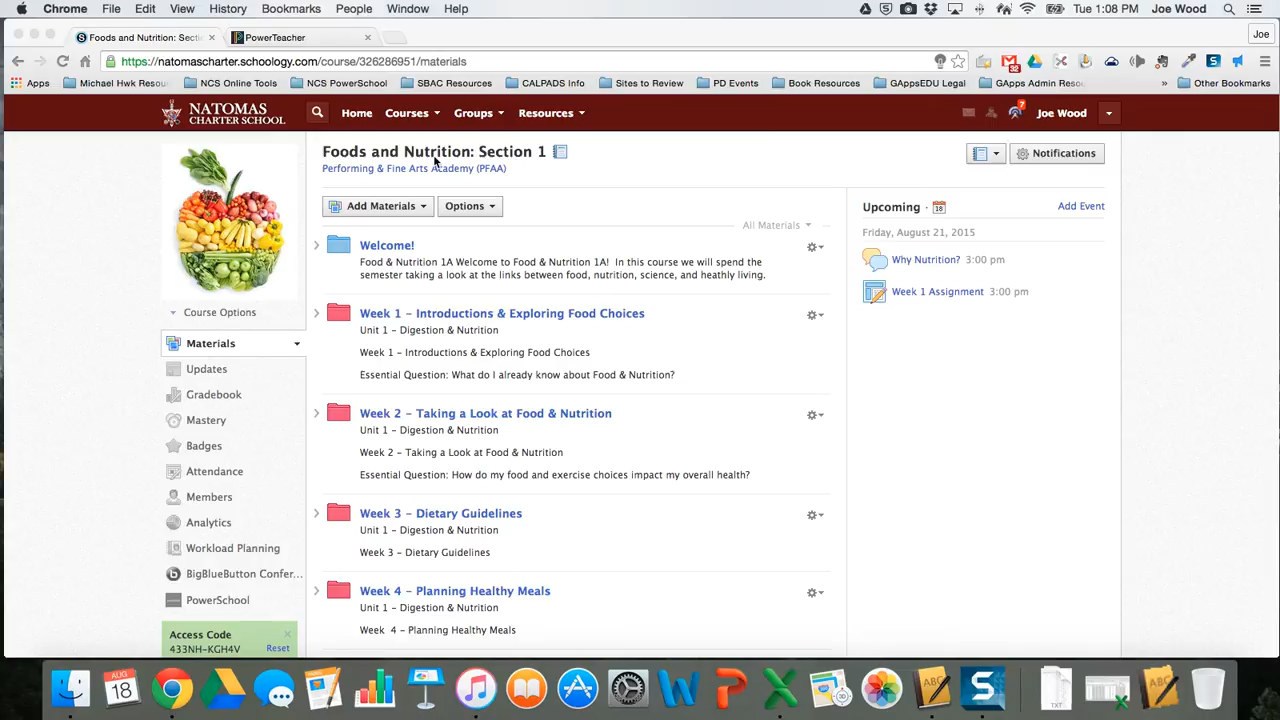 Chrome File Edit View History Bookmarks People Window Help Tue 1:08 PM Joe Wood
Foods and Nutrition: Secti PowerTeacher Joe
https://natomascharter.schoology.com/course/326286951/materials 32
Apps Michael Hwk Resources NCS Online Tools NPS PowerSchool SBAC Resources CALPADS Info Sites to Review PD Events Book Resources GAppsEDU Legal GApps Admin Reso » Other Bookmarks
NATOMAS
CHARTER SCHOOL
Home Courses Groups Resources 7 Joe Wood
Foods and Nutrition: Section 1
Performing & Fine Arts Academy (PFAA)
Notifications
Add Materials Options
All Materials
Welcome!
Food & Nutrition 1A Welcome to Food & Nutrition 1A! In this course we will spend the
semester taking a look at the links between food, nutrition, science, and heathly living.
Week 1 – Introductions & Exploring Food Choices
Unit 1 – Digestion & Nutrition
Week 1 – Introductions & Exploring Food Choices
Essential Question: What do I already know about Food & Nutrition?
Week 2 – Taking a Look at Food & Nutrition
Unit 1 – Digestion & Nutrition
Week 2 – Taking a Look at Food & Nutrition
Essential Question: How do my food and exercise choices impact my overall health?
Week 3 – Dietary Guidelines
Unit 1 – Digestion & Nutrition
Week 3 – Dietary Guidelines
Week 4 – Planning Healthy Meals
Unit 1 – Digestion & Nutrition
Week 4 – Planning Healthy Meals
Upcoming · 18 Add Event
Friday, August 21, 2015
Why Nutrition? 3:00 pm
Week 1 Assignment 3:00 pm
Course Options
Materials
Updates
Gradebook
Mastery
Badges
Attendance
Members
Analytics
Workload Planning
BigBlueButton Confer...
PowerSchool
Access Code
433NH-KGH4V Reset
AUG
18